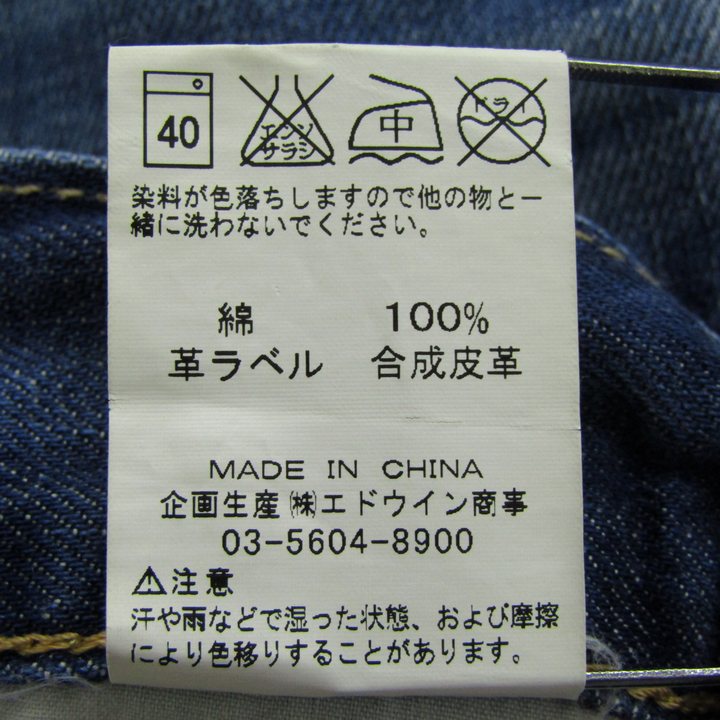 40 エンソ サラシ 中 ドライ
染料が色落ちしますので他の物と一
緒に洗わないでください。
綿 100%
革ラベル 合成皮革
MADE IN CHINA
企画生産㈱エドウイン商事
03-5604-8900
⚠注意
汗や雨などで湿った状態、および摩擦
により色移りすることがあります。